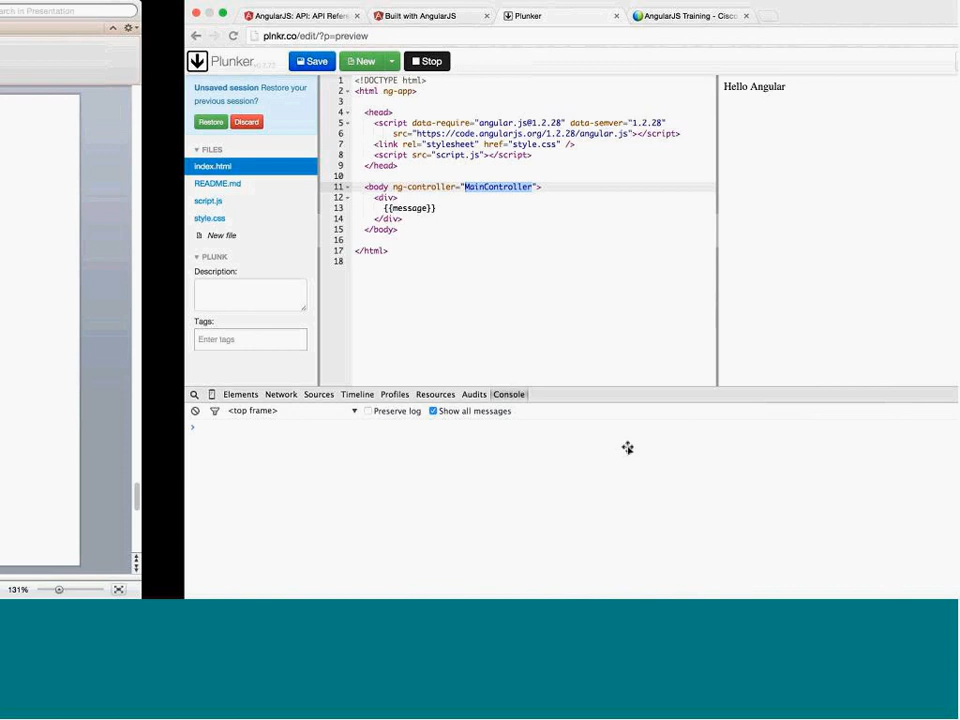 earch in Presentation
131%
AngularJS: API: API Refere
Built with AngularJS
Plunker
AngularJS Training - Cisco
plnkr.co/edit/?p=preview
Plunker
Save
New
Stop
Unsaved session Restore your
previous session?
Restore
Discard
FILES
index.html
README.md
script.js
style.css
New file
PLUNK
Description:
Tags:
Enter tags
1 <!DOCTYPE html>
2 <html ng-app>
3
4 <head>
5 <script data-require="angular.js@1.2.28" data-semver="1.2.28"
6 src="https://code.angularjs.org/1.2.28/angular.js"></script>
7 <link rel="stylesheet" href="style.css" />
8 <script src="script.js"></script>
9 </head>
10
11 <body ng-controller="MainController">
12 <div>
13 {{message}}
14 </div>
15 </body>
16
17 </html>
18
Hello Angular
Elements Network Sources Timeline Profiles Resources Audits Console
<top frame> Preserve log Show all messages